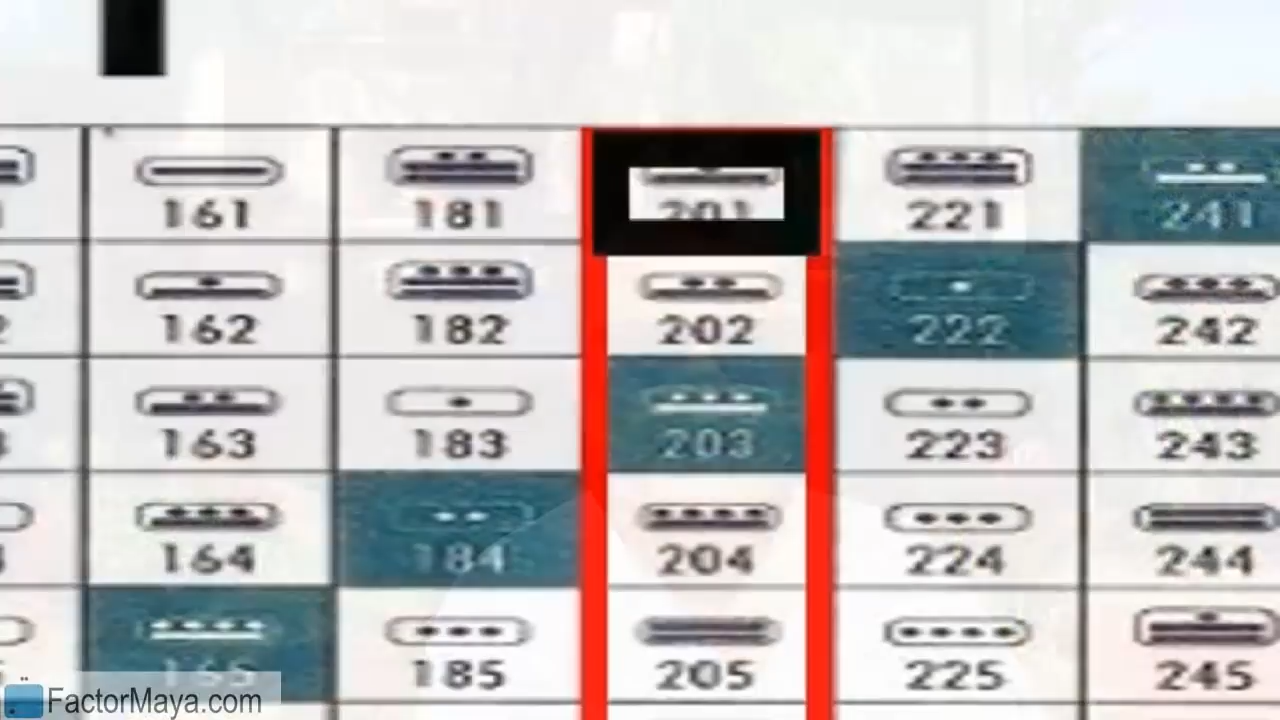 161 181 201 221 241
162 182 202 222 242
163 183 203 223 243
164 184 204 224 244
165 185 205 225 245
FactorMaya.com